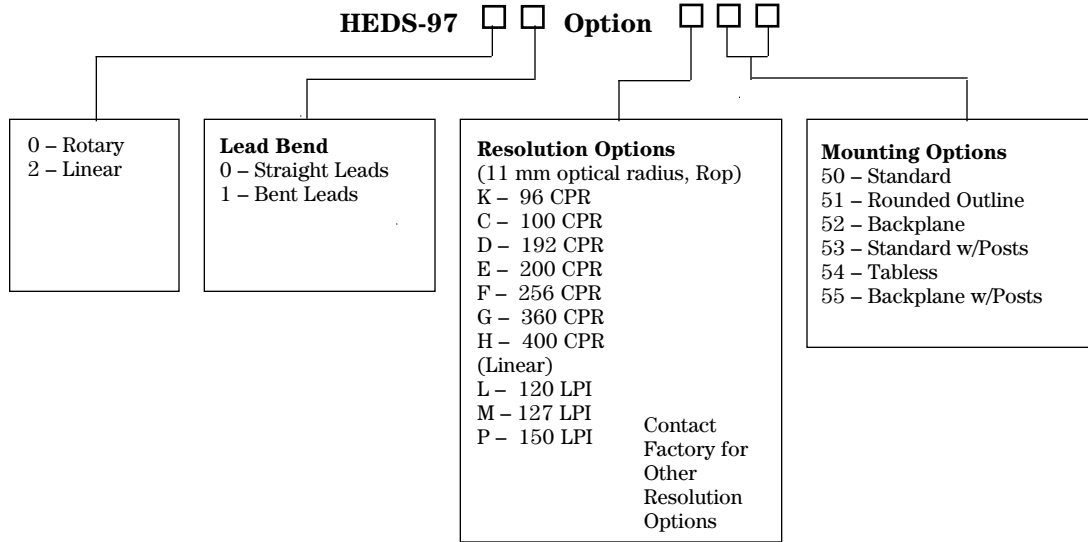 HEDS-97 □ □ Option □ □ □
0 – Rotary
2 – Linear
Lead Bend
0 – Straight Leads
1 – Bent Leads
Resolution Options
(11 mm optical radius, Rop)
K – 96 CPR
C – 100 CPR
D – 192 CPR
E – 200 CPR
F – 256 CPR
G – 360 CPR
H – 400 CPR
(Linear)
L – 120 LPI
M – 127 LPI
P – 150 LPI
Contact
Factory for
Other
Resolution
Options
Mounting Options
50 – Standard
51 – Rounded Outline
52 – Backplane
53 – Standard w/Posts
54 – Tabless
55 – Backplane w/Posts